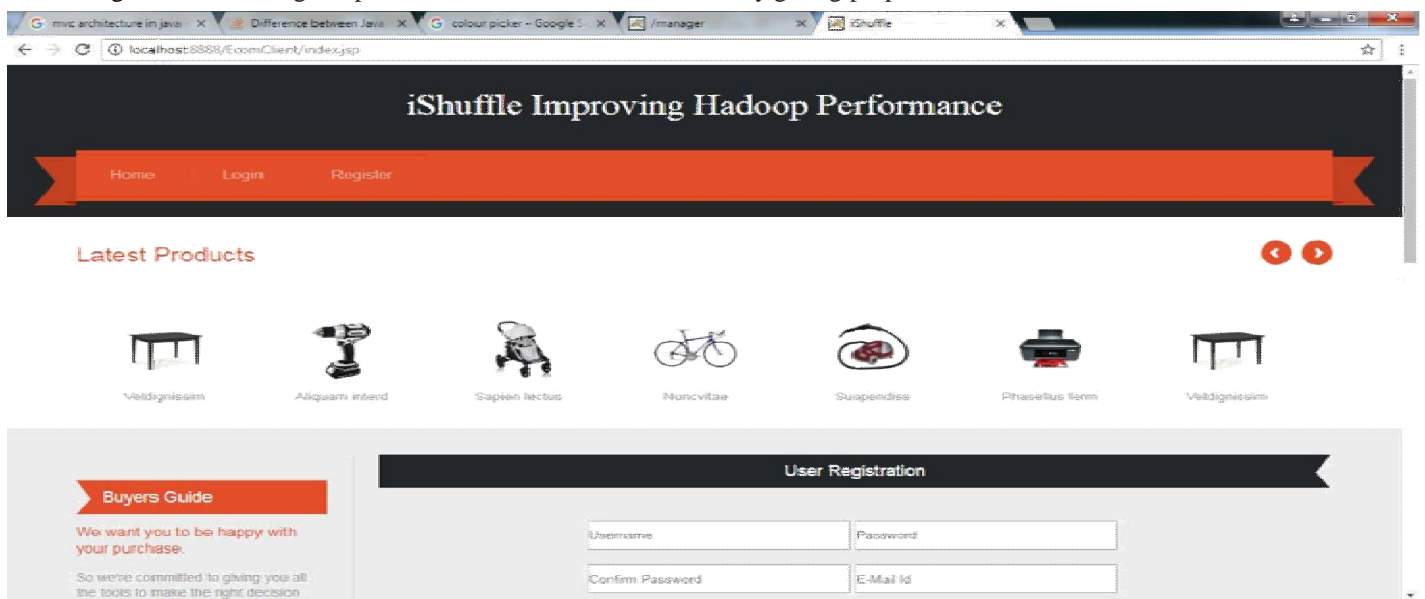 mvc architecture in java
Difference between Java
colour picker - Google S
/manager
iShuffle
localhost:8888/EcomClient/index.jsp
iShuffle Improving Hadoop Performance
Home Login Register
Latest Products
Veldignissim Aliquam interd Sapien lectus Nuncvitae Suspendiss Phasellus ferm Veldignissim
User Registration
Buyers Guide
We want you to be happy with
your purchase.
Username Password
So we're committed to giving you all
the tools to make the right decision
Confirm Password E-Mail Id